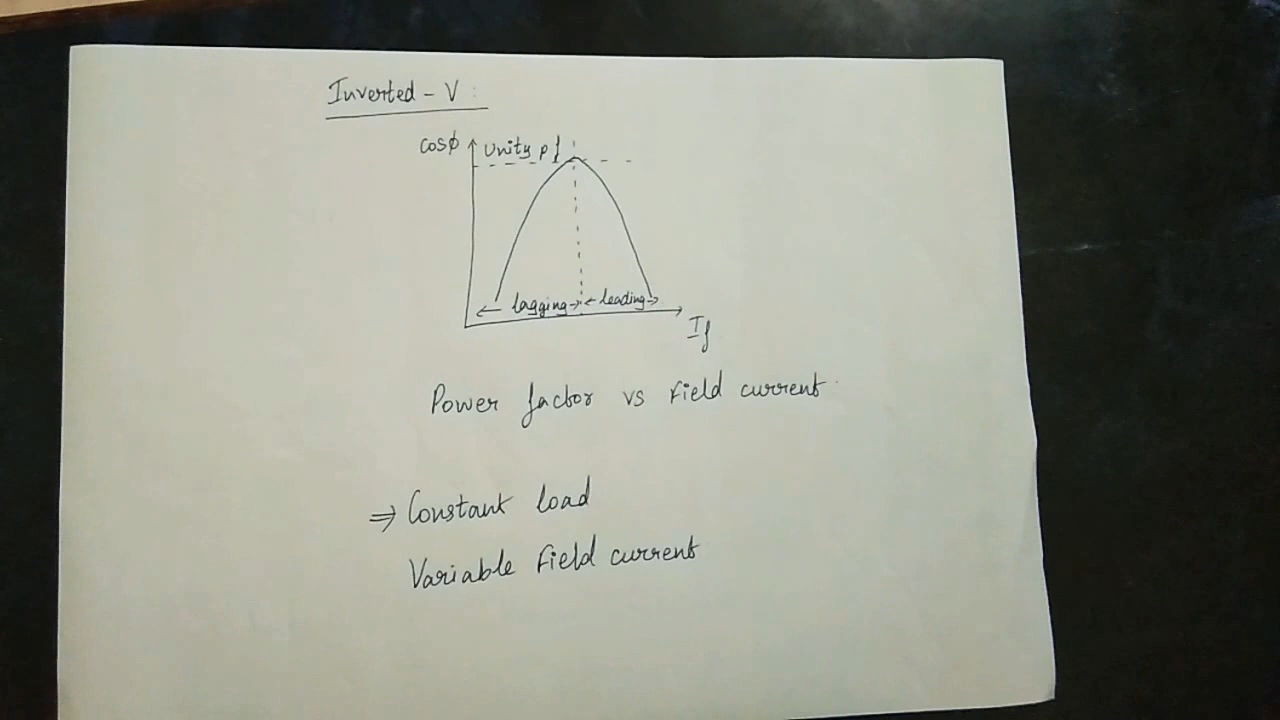 Inverted - V :
cosϕ
Unity pf
← lagging → ← leading →
If
Power factor vs Field current
⇒ Constant load
Variable Field current